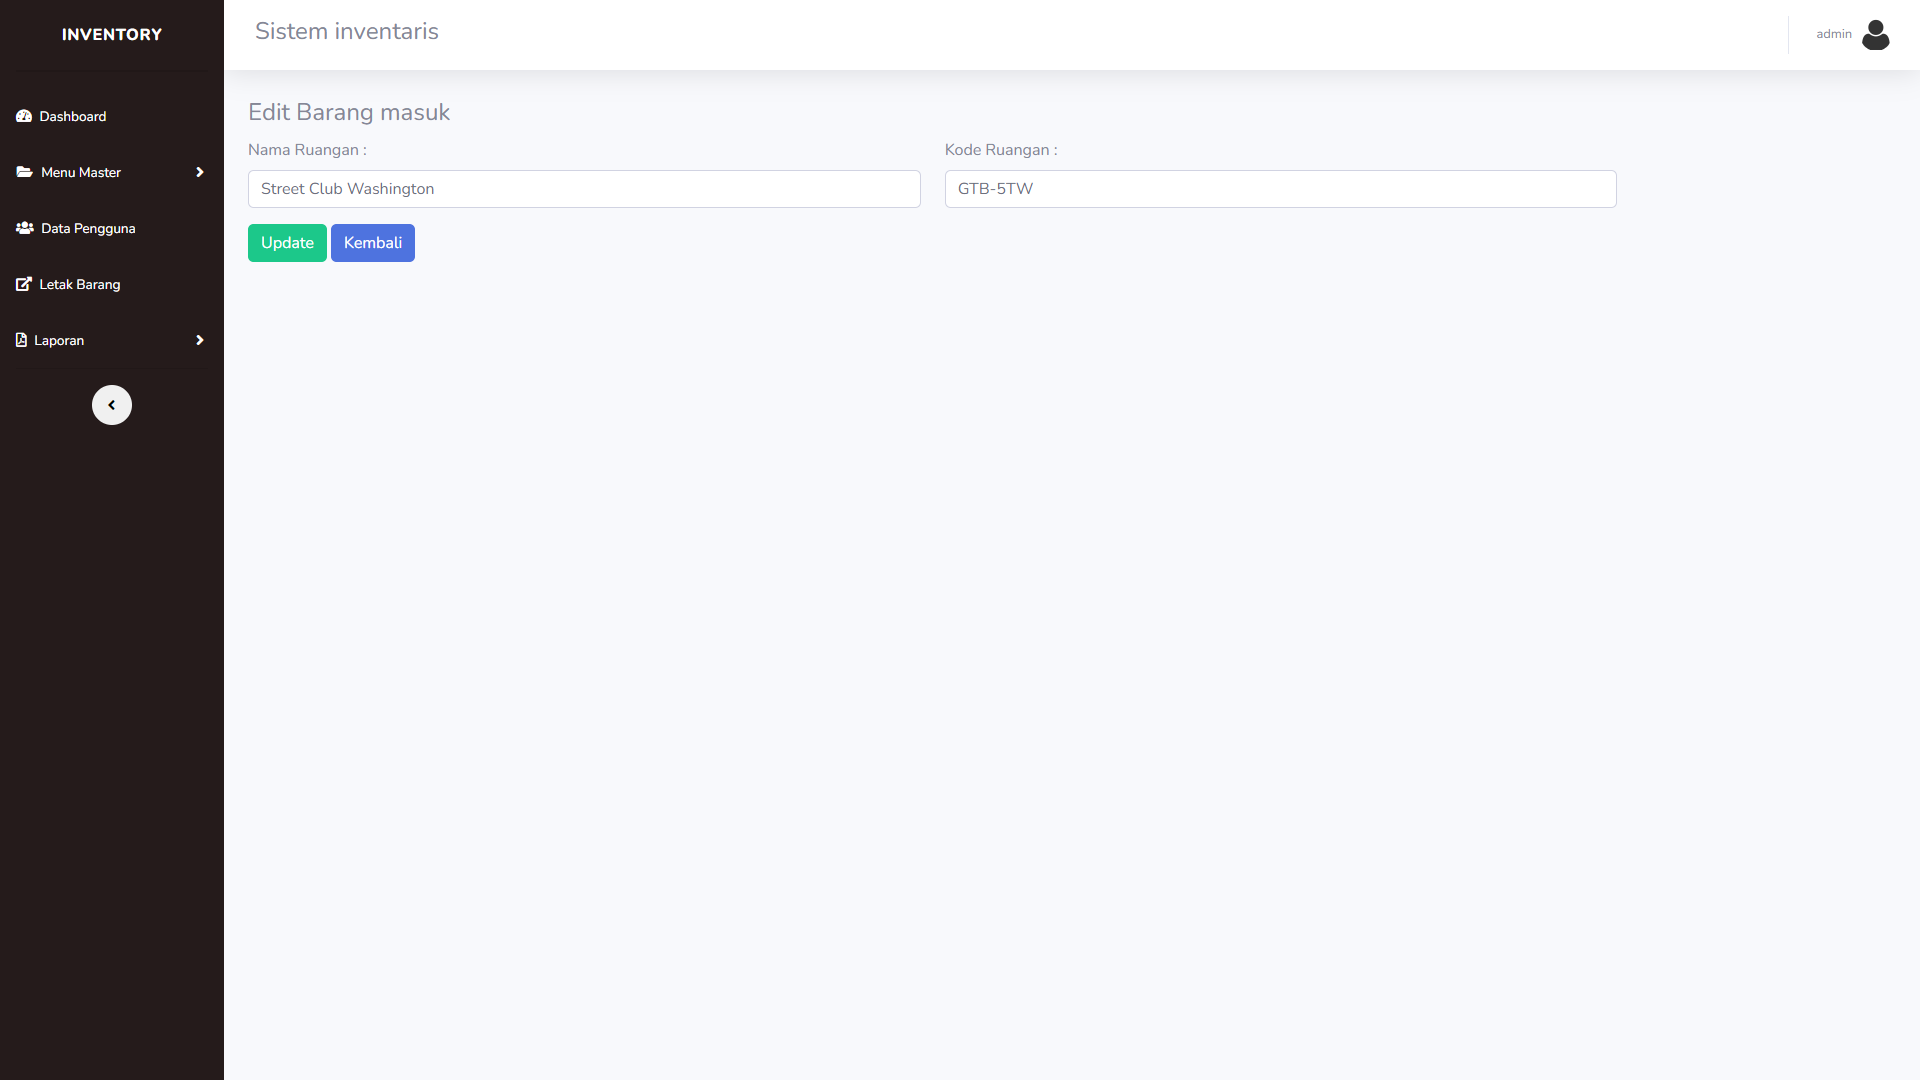 INVENTORY
Dashboard
Menu Master
Data Pengguna
Letak Barang
Laporan
Sistem inventaris
admin
Edit Barang masuk
Nama Ruangan :
Kode Ruangan :
Street Club Washington
GTB-5TW
Update
Kembali